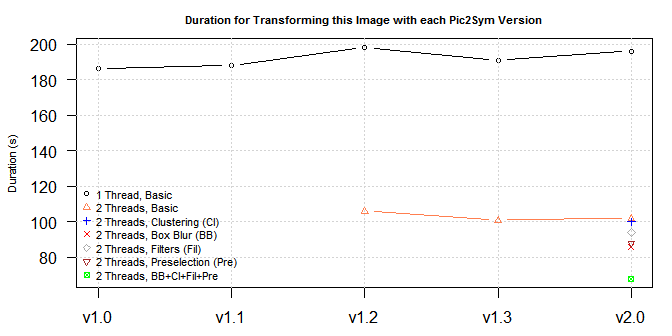 Duration for Transforming this Image with each Pic2Sym Version
Duration (s)
200
180
160
140
120
100
80
1 Thread, Basic
2 Threads, Basic
2 Threads, Clustering (Cl)
2 Threads, Box Blur (BB)
2 Threads, Filters (Fil)
2 Threads, Preselection (Pre)
2 Threads, BB+Cl+Fil+Pre
v1.0 v1.1 v1.2 v1.3 v2.0